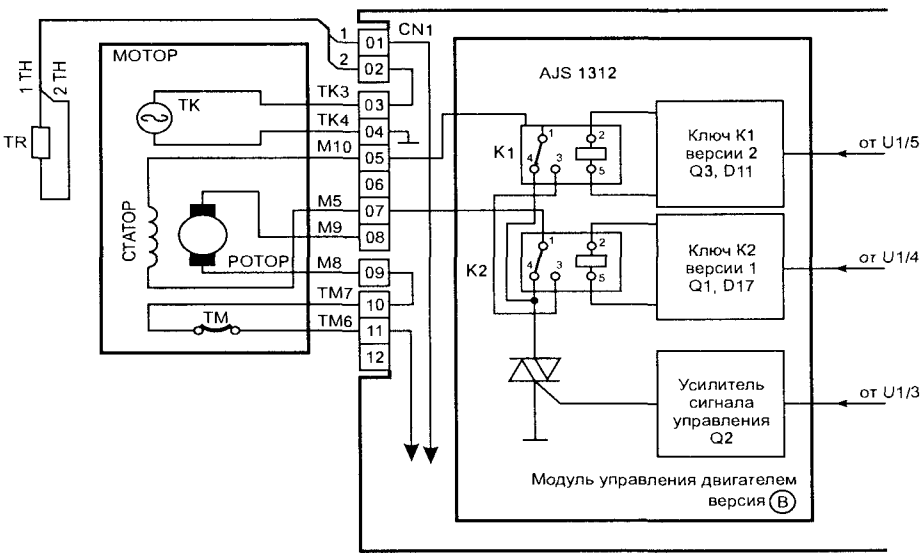 CN1
1
01
2
02
МОТОР
AJS 1312
1 TH
2 TH
TR
TK
TK3
03
TK4
04
M10
05
06
M5
07
M9
08
M8
09
TM7
10
TM6
11
12
СТАТОР
РОТОР
TM
K1
1
2
4
3
5
Ключ K1
версии 2
Q3, D11
от U1/5
K2
1
2
4
3
5
Ключ K2
версии 1
Q1, D17
от U1/4
Усилитель
сигнала
управления
Q2
от U1/3
Модуль управления двигателем
версия B